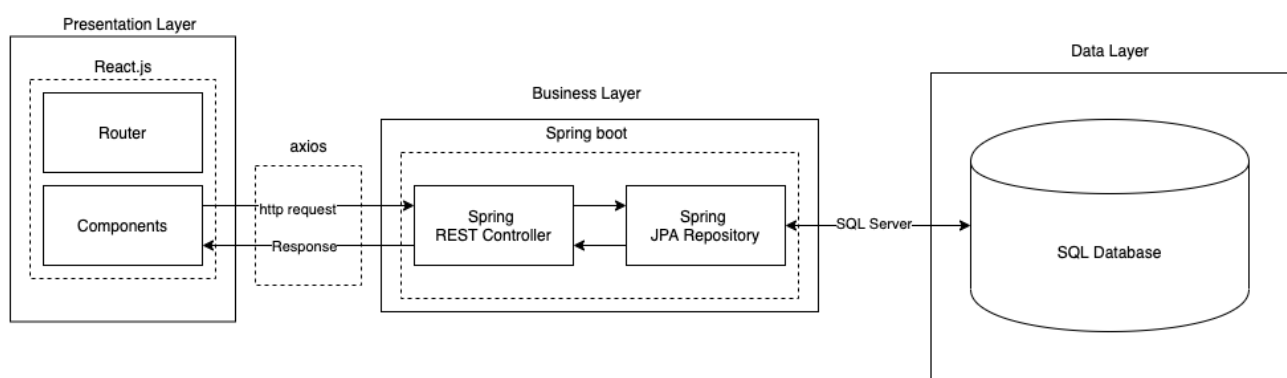 Presentation Layer
React.js
Router
Components
axios
http request
Response
Business Layer
Spring boot
Spring
REST Controller
Spring
JPA Repository
SQL Server
Data Layer
SQL Database